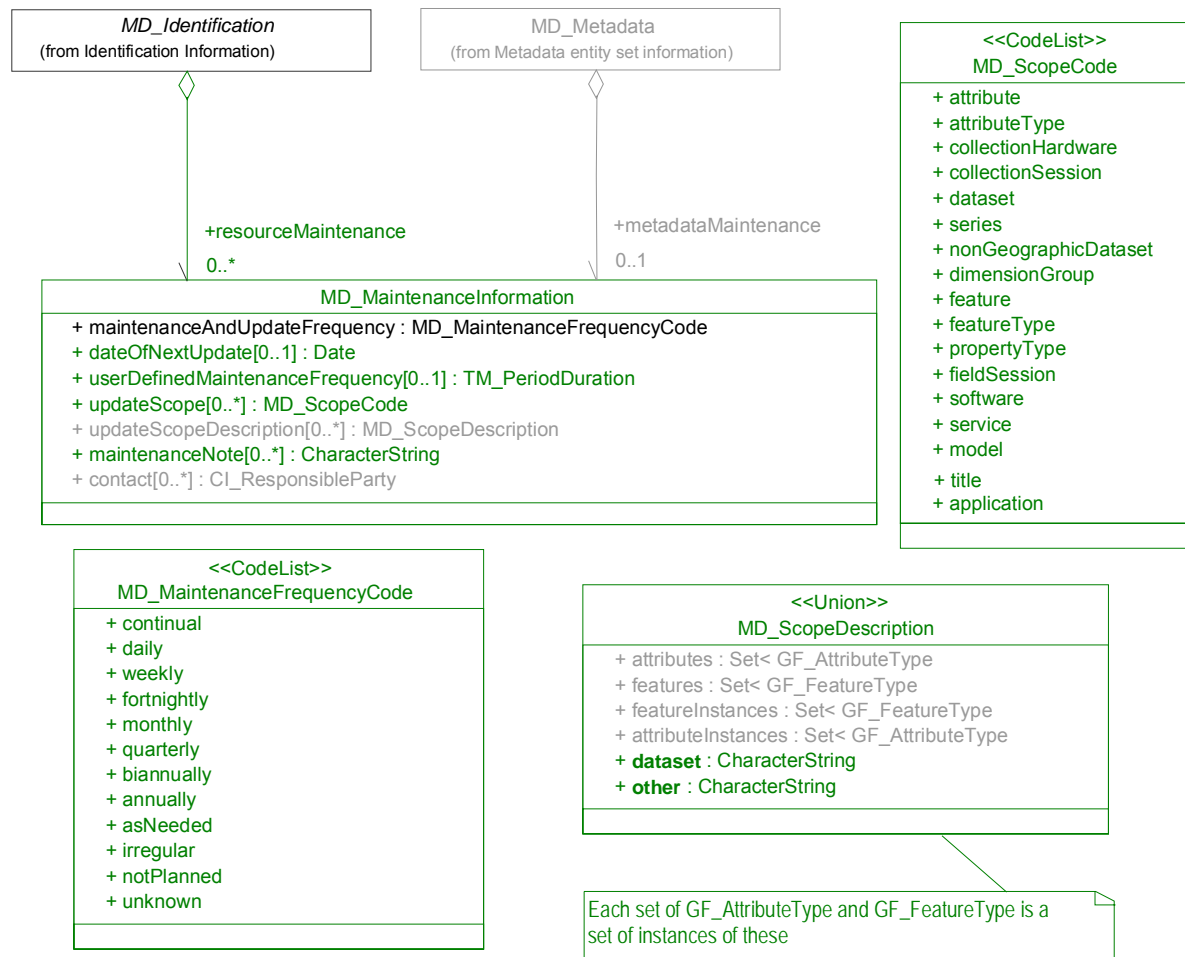 MD_Identification
(from Identification Information)
MD_Metadata
(from Metadata entity set information)
+resourceMaintenance
0..*
+metadataMaintenance
0..1
MD_MaintenanceInformation
+ maintenanceAndUpdateFrequency : MD_MaintenanceFrequencyCode
+ dateOfNextUpdate[0..1] : Date
+ userDefinedMaintenanceFrequency[0..1] : TM_PeriodDuration
+ updateScope[0..*] : MD_ScopeCode
+ updateScopeDescription[0..*] : MD_ScopeDescription
+ maintenanceNote[0..*] : CharacterString
+ contact[0..*] : CI_ResponsibleParty
<<CodeList>>
MD_ScopeCode
+ attribute
+ attributeType
+ collectionHardware
+ collectionSession
+ dataset
+ series
+ nonGeographicDataset
+ dimensionGroup
+ feature
+ featureType
+ propertyType
+ fieldSession
+ software
+ service
+ model
+ title
+ application
<<CodeList>>
MD_MaintenanceFrequencyCode
+ continual
+ daily
+ weekly
+ fortnightly
+ monthly
+ quarterly
+ biannually
+ annually
+ asNeeded
+ irregular
+ notPlanned
+ unknown
<<Union>>
MD_ScopeDescription
+ attributes : Set< GF_AttributeType
+ features : Set< GF_FeatureType
+ featureInstances : Set< GF_FeatureType
+ attributeInstances : Set< GF_AttributeType
+ dataset : CharacterString
+ other : CharacterString
Each set of GF_AttributeType and GF_FeatureType is a
set of instances of these